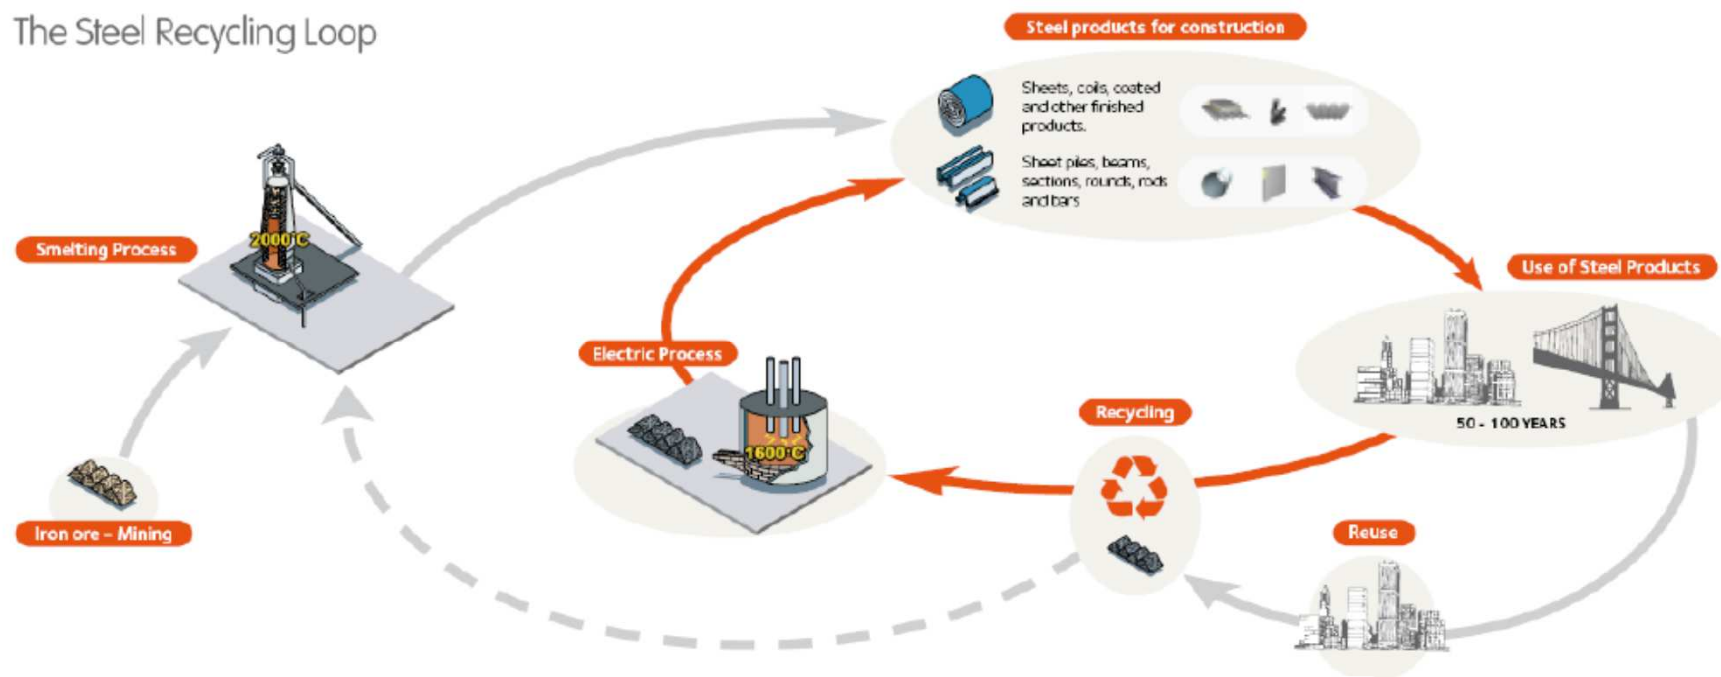 The Steel Recycling Loop
Steel products for construction
Sheets, coils, coated
and other finished
products.
Sheet piles, beams,
sections, rounds, rods
and bars
Smelting Process
2000°C
Use of Steel Products
Electric Process
1600°C
Recycling
50 - 100 YEARS
Iron ore – Mining
Reuse